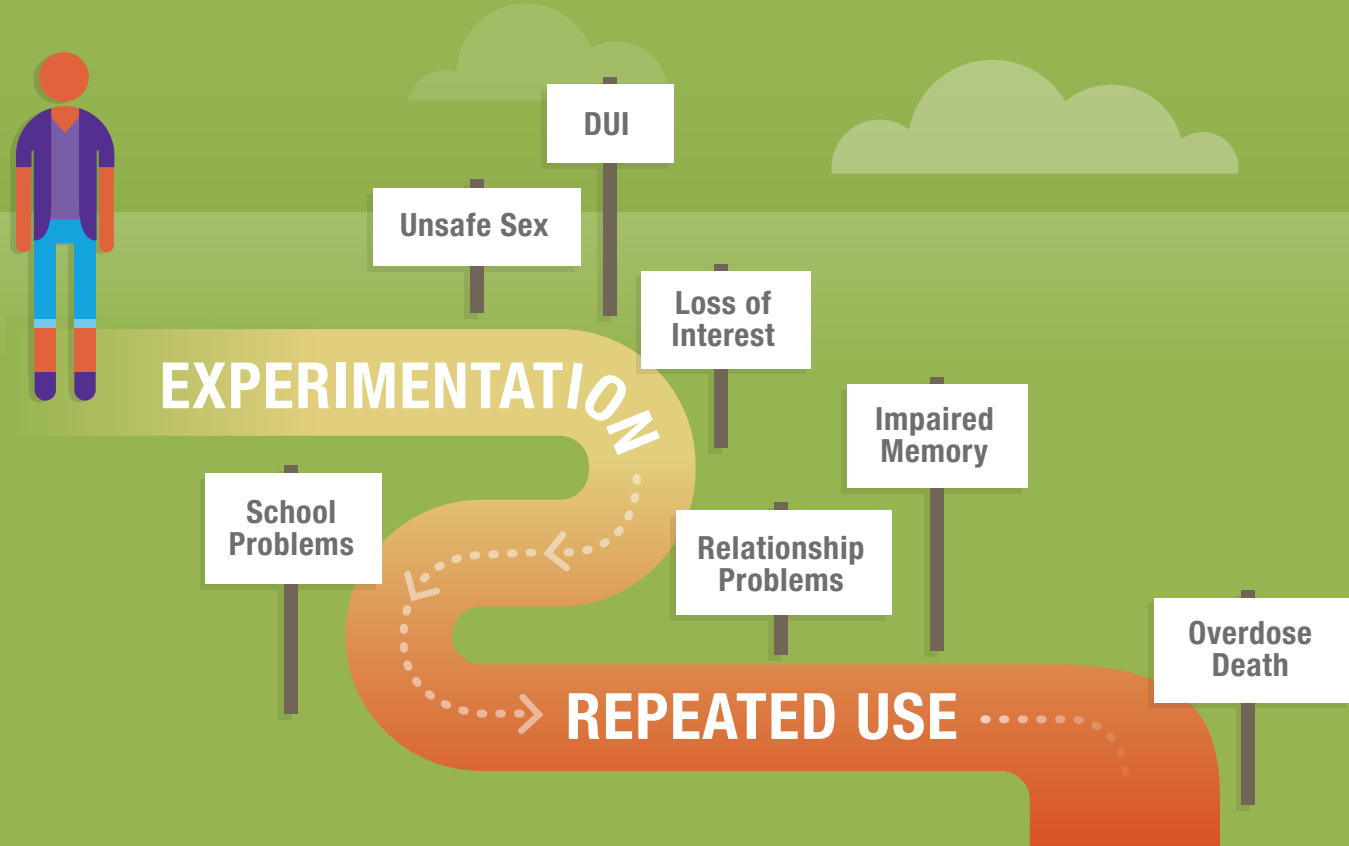 DUI
Unsafe Sex
Loss of
Interest
EXPERIMENTATION
Impaired
Memory
School
Problems
Relationship
Problems
Overdose
Death
REPEATED USE